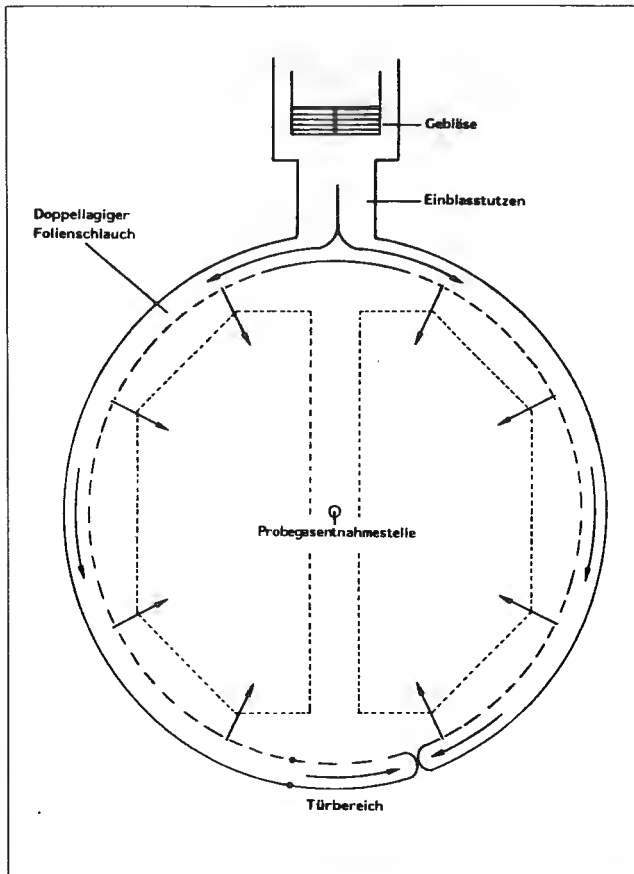 Gebläse
Einblasstutzen
Doppellagiger
Folienschlauch
Probegasentnahmestelle
Türbereich